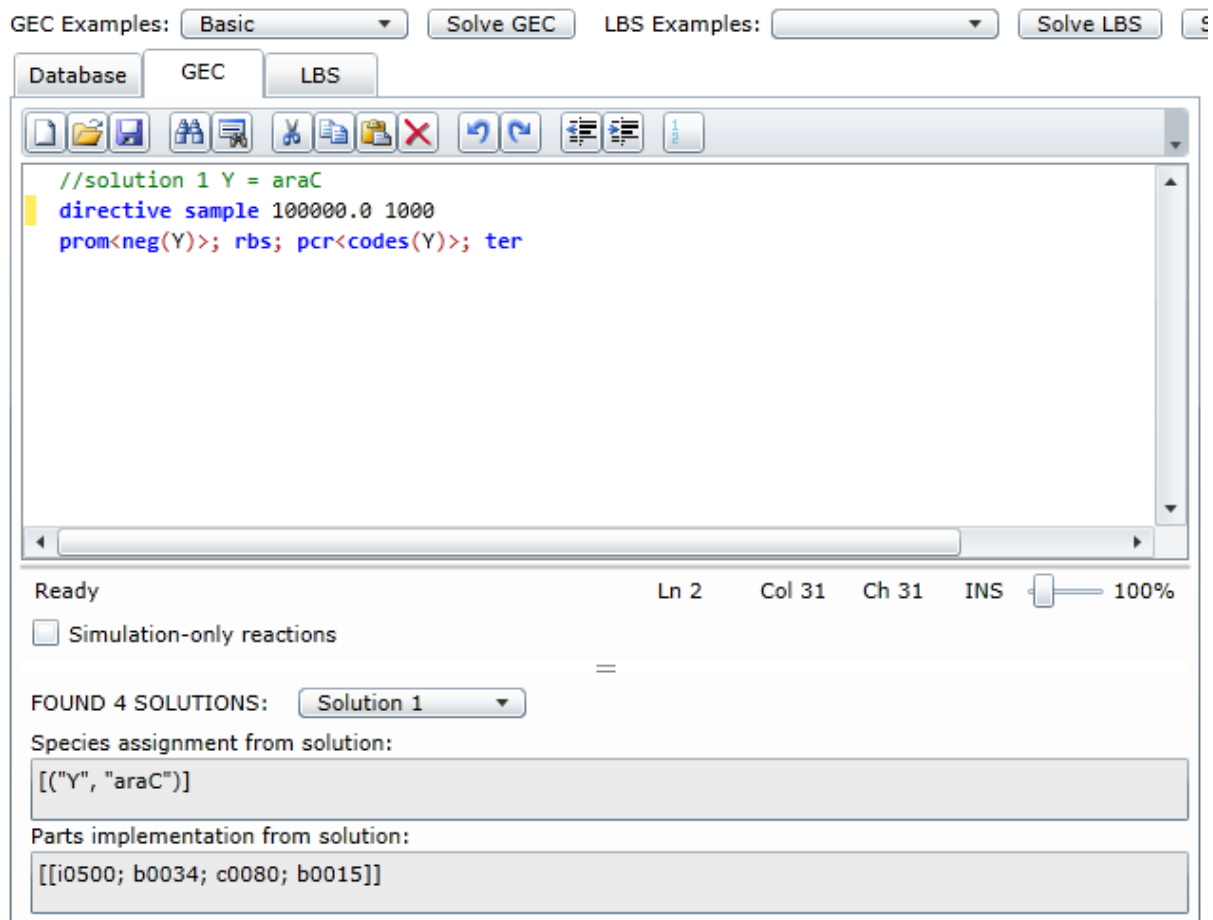 GEC Examples: Basic Solve GEC LBS Examples: Solve LBS S
Database GEC LBS
//solution 1 Y = araC
directive sample 100000.0 1000
prom<neg(Y)>; rbs; pcr<codes(Y)>; ter
Ready Ln 2 Col 31 Ch 31 INS 100%
Simulation-only reactions
FOUND 4 SOLUTIONS: Solution 1
Species assignment from solution:
[("Y", "araC")]
Parts implementation from solution:
[[i0500; b0034; c0080; b0015]]